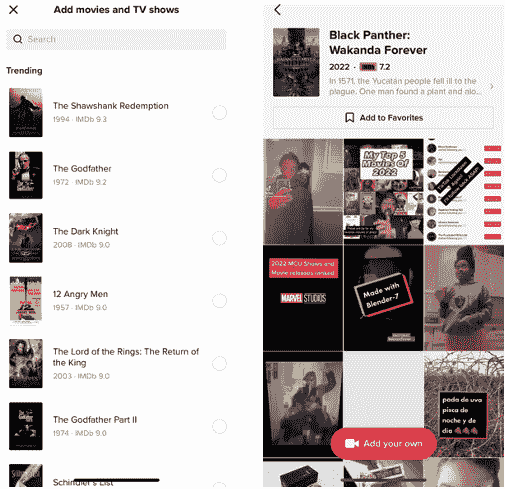 Add movies and TV shows
Search
Trending
The Shawshank Redemption
1994 · IMDb 9.3
The Godfather
1972 · IMDb 9.2
The Dark Knight
2008 · IMDb 9.0
12 Angry Men
1957 · IMDb 9.0
The Lord of the Rings: The Return of
the King
2003 · IMDb 9.0
The Godfather Part II
1974 · IMDb 9.0
Schindler's List
Black Panther:
Wakanda Forever
2022 · IMDb 7.2
In 1571, the Yucatán people fell ill to the
plague. One man found a plant and alo...
Add to Favorites
My Top 5
Movies Of
2022
2022 MCU Shows and
Movie releases ranked
MARVEL STUDIOS
Made with
Blender-7
poda de uva
pisca de
noche y de
dia
Add your own